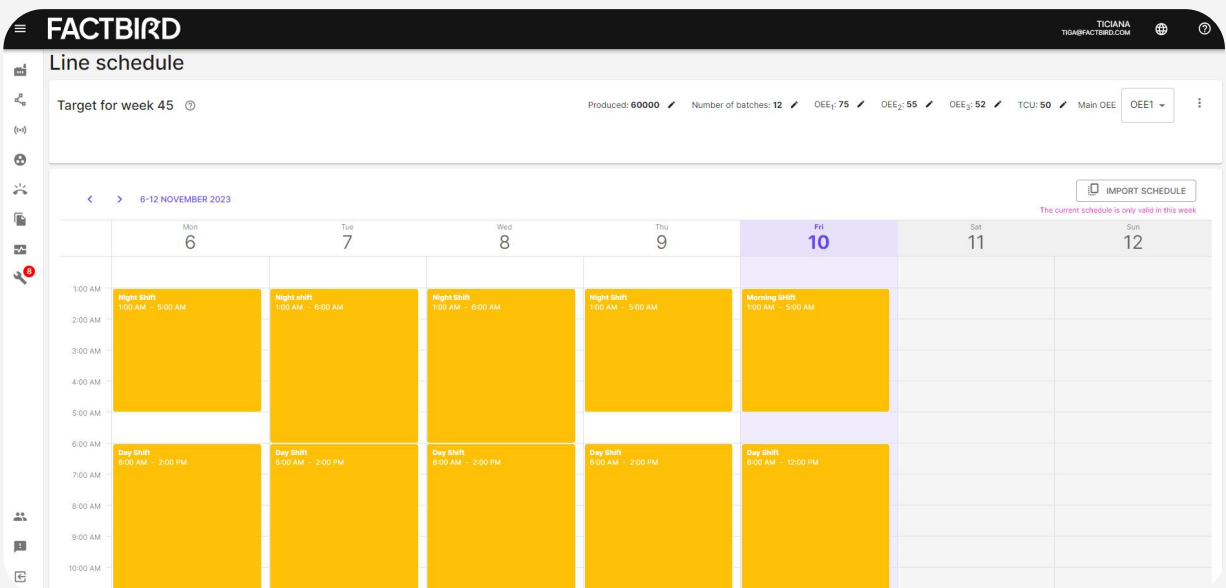 FACTBIRD
TICIANA
TIGA@FACTBIRD.COM
Line schedule
Target for week 45
Produced: 60000 Number of batches: 12 OEE₁: 75 OEE₂: 55 OEE₃: 52 TCU: 50 Main OEE OEE1
6-12 NOVEMBER 2023
IMPORT SCHEDULE
The current schedule is only valid in this week
Mon Tue Wed Thu Fri Sat Sun
6 7 8 9 10 11 12
8
1:00 AM
Night Shift Night shift Night Shift Night Shift Morning SHift
1:00 AM - 5:00 AM 1:00 AM - 6:00 AM 1:00 AM - 6:00 AM 1:00 AM - 5:00 AM 1:00 AM - 5:00 AM
2:00 AM
3:00 AM
4:00 AM
5:00 AM
6:00 AM
Day Shift Day Shift Day Shift Day Shift Day Shift
6:00 AM - 2:00 PM 6:00 AM - 2:00 PM 6:00 AM - 2:00 PM 6:00 AM - 2:00 PM 6:00 AM - 12:00 PM
7:00 AM
8:00 AM
9:00 AM
10:00 AM